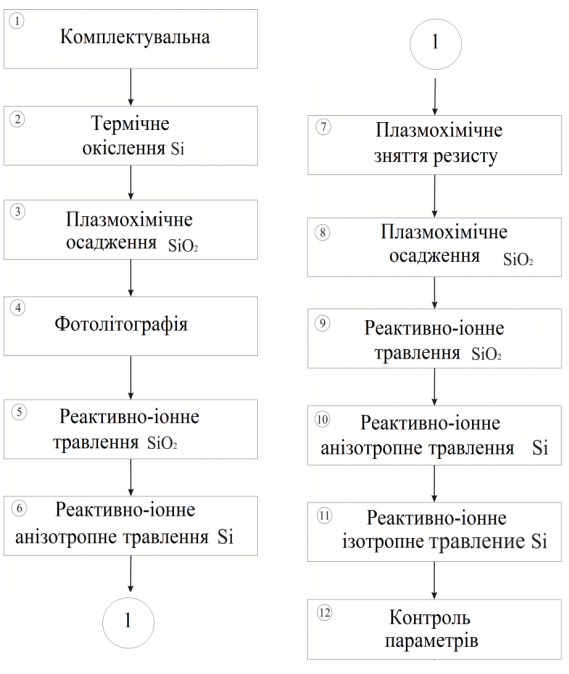 1
Комплектувальна
2
Термічне
окіслення Si
3
Плазмохімічне
осадження SiO₂
4
Фотолітографія
5
Реактивно-іонне
травлення SiO₂
6
Реактивно-іонне
анізотропне травлення Si
1
1
7
Плазмохімічне
зняття резисту
8
Плазмохімічне
осадження SiO₂
9
Реактивно-іонне
травлення SiO₂
10
Реактивно-іонне
анізотропне травлення Si
11
Реактивно-іонне
ізотропне травление Si
12
Контроль
параметрів